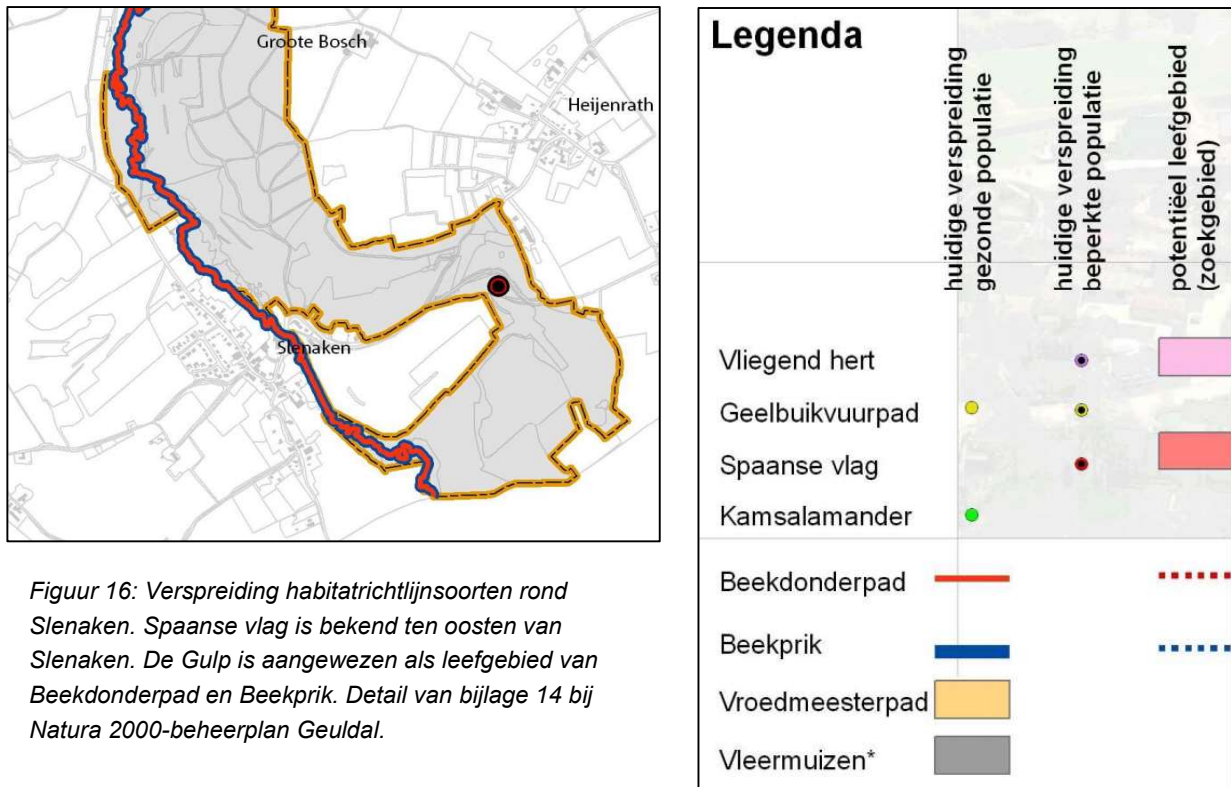 Groote Bosch
Heijenrath
Slenaken
Figuur 16: Verspreiding habitatrichtlijnsoorten rond
Slenaken. Spaanse vlag is bekend ten oosten van
Slenaken. De Gulp is aangewezen als leefgebied van
Beekdonderpad en Beekprik. Detail van bijlage 14 bij
Natura 2000-beheerplan Geuldal.
Legenda
huidige verspreiding
gezonde populatie
huidige verspreiding
beperkte populatie
potentiëel leefgebied
(zoekgebied)
Vliegend hert
Geelbuikvuurpad
Spaanse vlag
Kamsalamander
Beekdonderpad
Beekprik
Vroedmeesterpad
Vleermuizen*